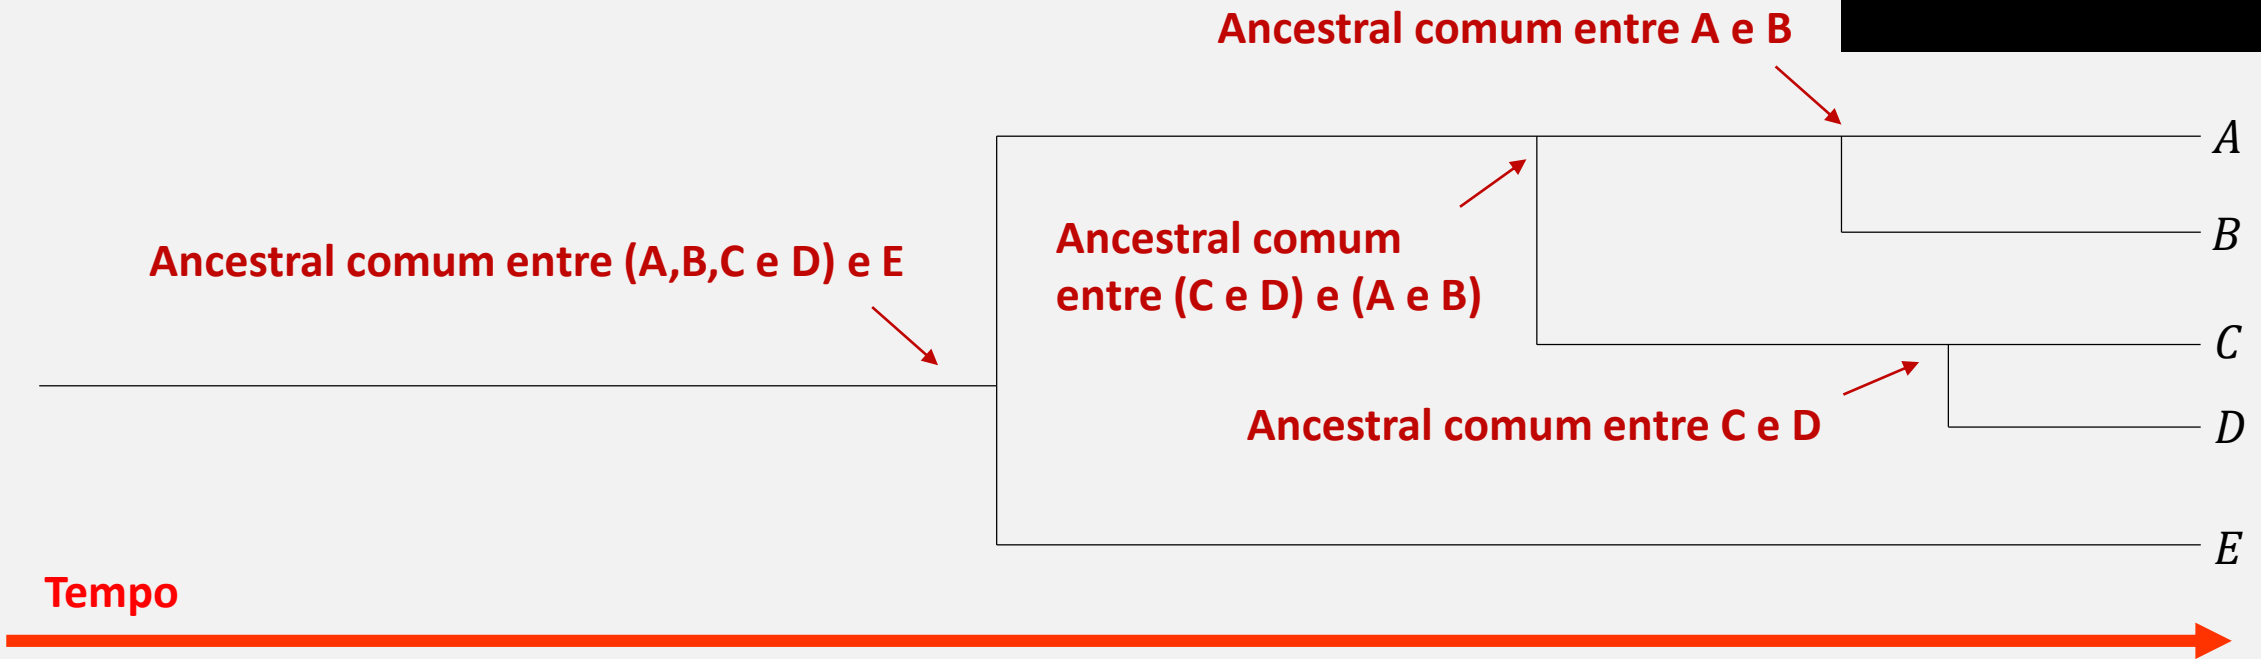 Ancestral comum entre A e B
A
B
Ancestral comum
entre (C e D) e (A e B)
Ancestral comum entre (A,B,C e D) e E
C
Ancestral comum entre C e D
D
E
Tempo